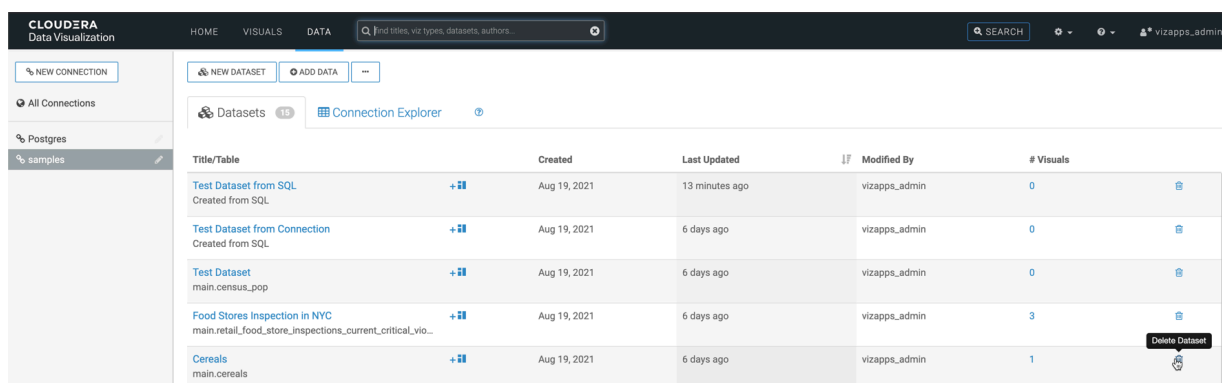 CLOUDERA
Data Visualization
HOME VISUALS DATA find titles, viz types, datasets, authors... SEARCH vizapps_admin
NEW CONNECTION
NEW DATASET ADD DATA ...
All Connections
Datasets 15 Connection Explorer ?
Postgres
samples
Title/Table Created Last Updated Modified By # Visuals
Test Dataset from SQL Aug 19, 2021 13 minutes ago vizapps_admin 0
Created from SQL
Test Dataset from Connection Aug 19, 2021 6 days ago vizapps_admin 0
Created from SQL
Test Dataset Aug 19, 2021 6 days ago vizapps_admin 0
main.census_pop
Food Stores Inspection in NYC Aug 19, 2021 6 days ago vizapps_admin 3
main.retail_food_store_inspections_current_critical_vio...
Delete Dataset
Cereals Aug 19, 2021 6 days ago vizapps_admin 1
main.cereals